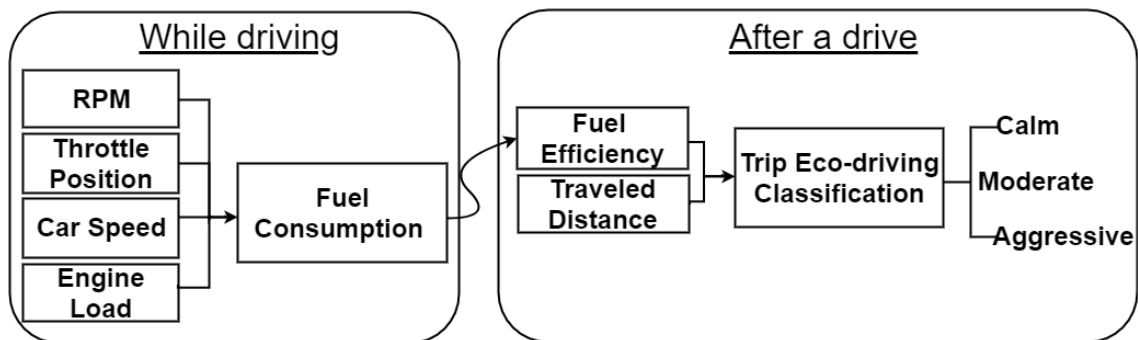 While driving
RPM
Throttle
Position
Car Speed
Engine
Load
Fuel
Consumption
After a drive
Fuel
Efficiency
Traveled
Distance
Trip Eco-driving
Classification
Calm
Moderate
Aggressive